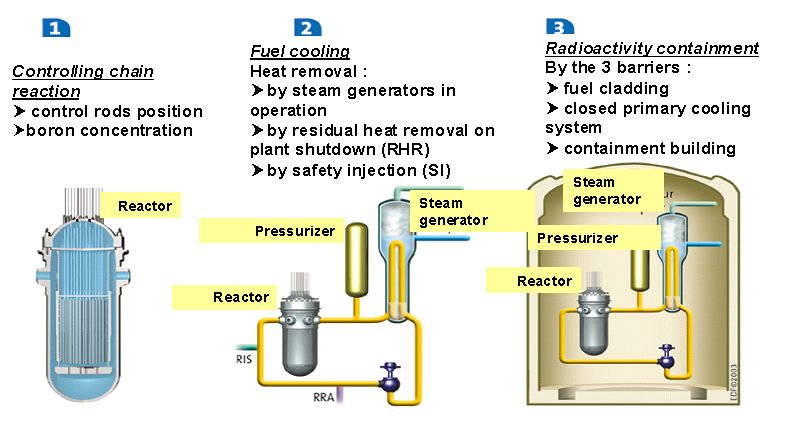 1
Controlling chain
reaction
➤ control rods position
➤boron concentration
Reactor
2
Fuel cooling
Heat removal :
➤by steam generators in
operation
➤by residual heat removal on
plant shutdown (RHR)
➤by safety injection (SI)
Steam
generator
Pressurizer
Reactor
RIS
RRA
3
Radioactivity containment
By the 3 barriers :
➤ fuel cladding
➤ closed primary cooling
system
➤ containment building
Steam
generator
Pressurizer
Reactor
EDF©2003